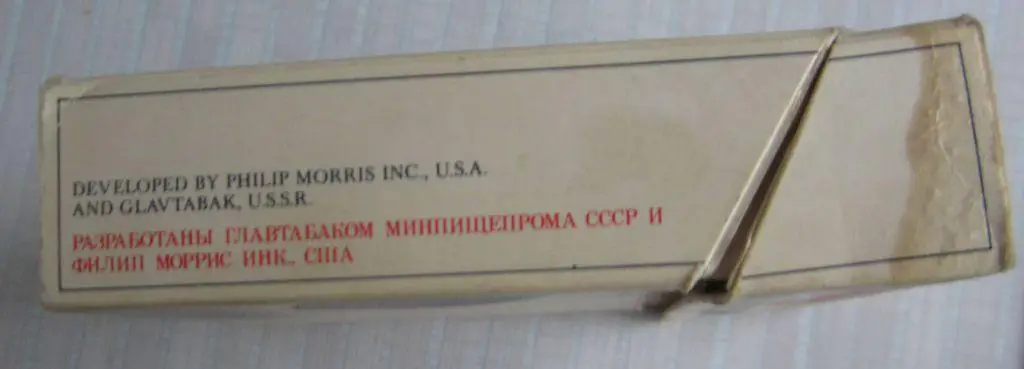 DEVELOPED BY PHILIP MORRIS INC., U.S.A.
AND GLAVTABAK, U.S.S.R.
РАЗРАБОТАНЫ ГЛАВТАБАКОМ МИНПИЩЕПРОМА СССР И
ФИЛИП МОРРИС ИНК., США